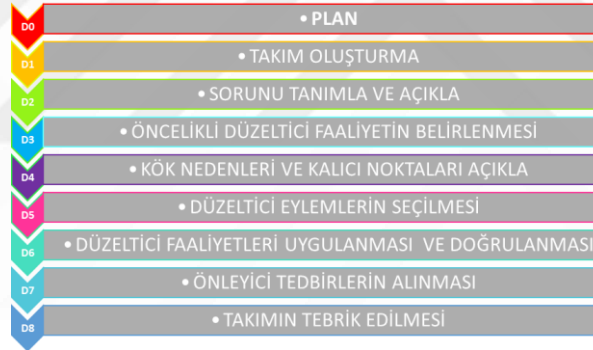 D0 • PLAN
D1 • TAKIM OLUŞTURMA
D2 • SORUNU TANIMLA VE AÇIKLA
D3 • ÖNCELİKLİ DÜZELTİCİ FAALİYETİN BELİRLENMESİ
D4 • KÖK NEDENLERİ VE KALICI NOKTALARI AÇIKLA
D5 • DÜZELTİCİ EYLEMLERİN SEÇİLMESİ
D6 • DÜZELTİCİ FAALİYETLERİ UYGULANMASI VE DOĞRULANMASI
D7 • ÖNLEYİCİ TEDBİRLERİN ALINMASI
D8 • TAKIMIN TEBRİK EDİLMESİ